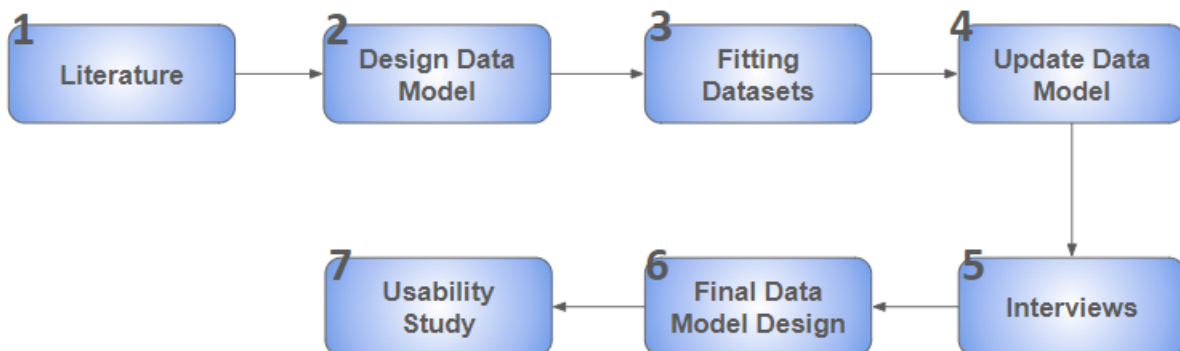 1
Literature
2
Design Data
Model
3
Fitting
Datasets
4
Update Data
Model
5
Interviews
6
Final Data
Model Design
7
Usability
Study